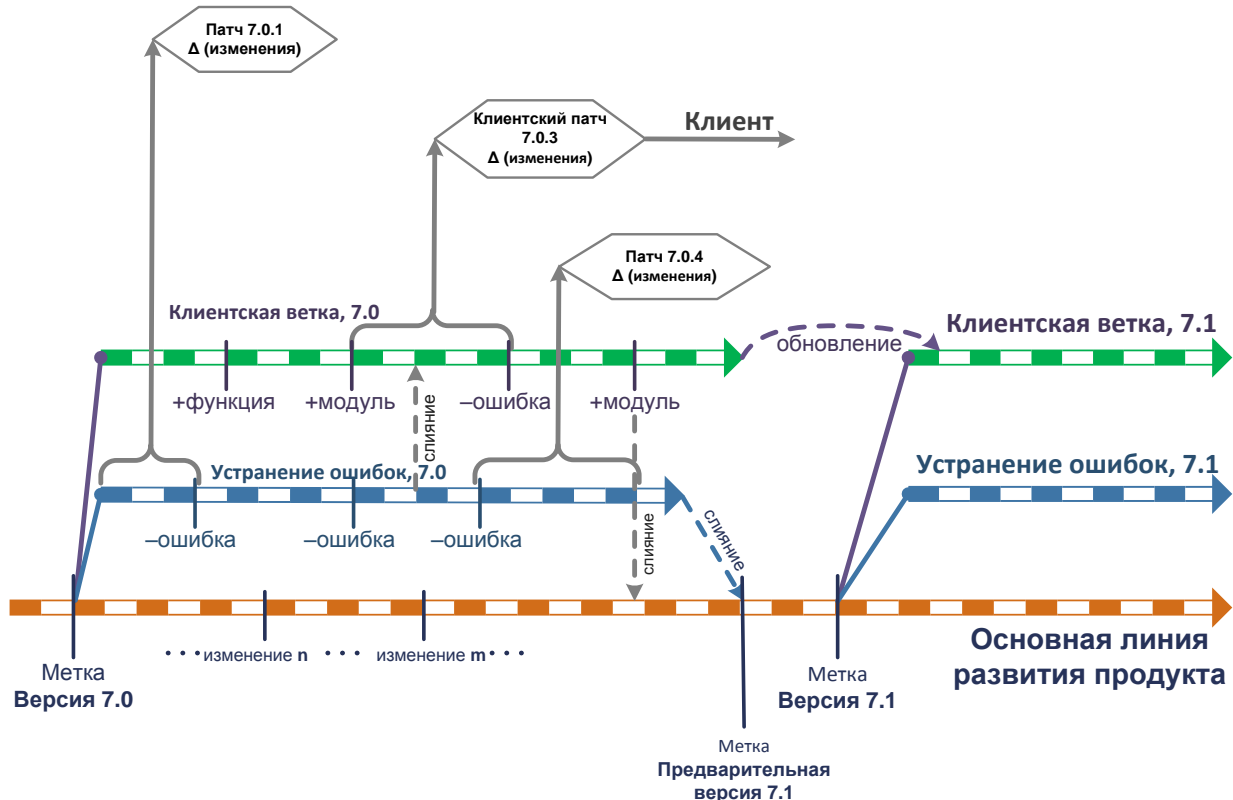 Патч 7.0.1
Δ (изменения)
Клиентский патч
7.0.3
Δ (изменения)
Клиент
Патч 7.0.4
Δ (изменения)
Клиентская ветка, 7.0
обновление
Клиентская ветка, 7.1
+функция
+модуль
слияние
–ошибка
+модуль
Устранение ошибок, 7.0
Устранение ошибок, 7.1
–ошибка
–ошибка
–ошибка
слияние
слияние
изменение n
изменение m
Метка
Версия 7.0
Метка
Версия 7.1
Основная линия
развития продукта
Метка
Предварительная
версия 7.1